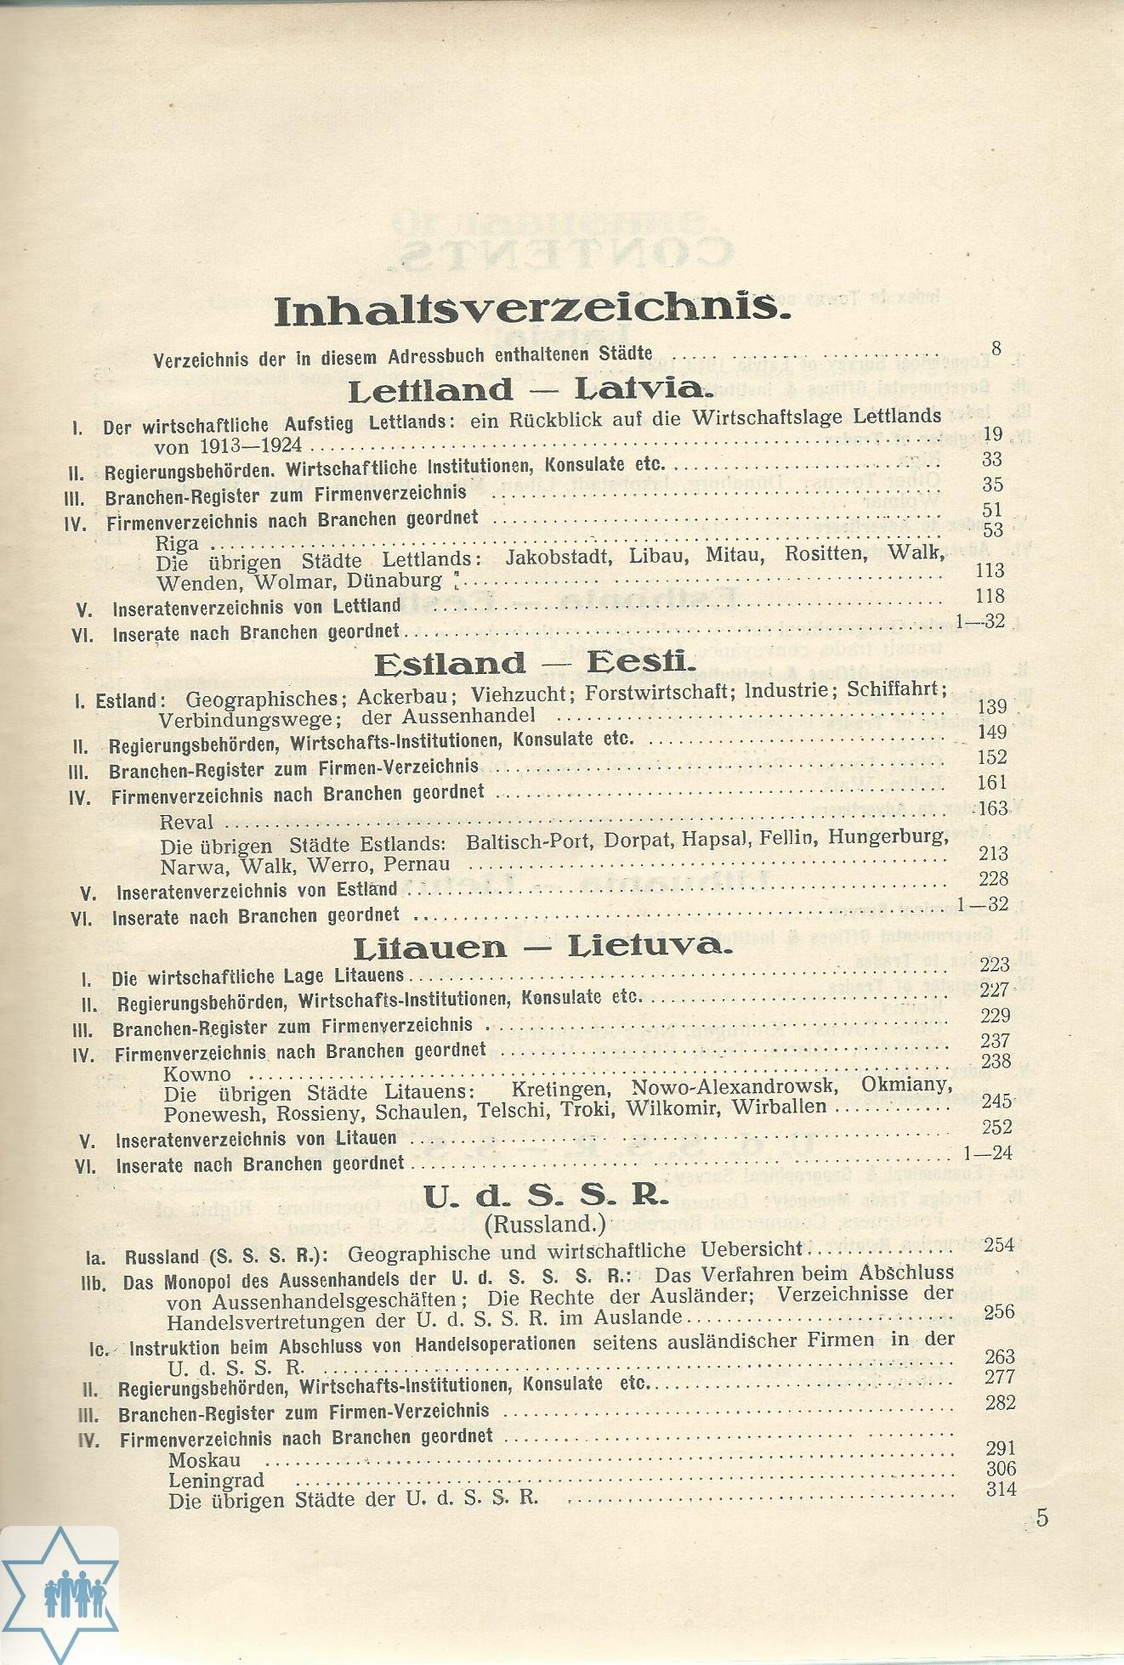 Inhaltsverzeichnis.
Verzeichnis der in diesem Adressbuch enthaltenen Städte 8
Lettland — Latvia.
I. Der wirtschaftliche Aufstieg Lettlands: ein Rückblick auf die Wirtschaftslage Lettlands
von 1913—1924 19
II. Regierungsbehörden. Wirtschaftliche Institutionen, Konsulate etc. 33
III. Branchen-Register zum Firmenverzeichnis 35
IV. Firmenverzeichnis nach Branchen geordnet 51
Riga 53
Die übrigen Städte Lettlands: Jakobstadt, Libau, Mitau, Rositten, Walk,
Wenden, Wolmar, Dünaburg 113
V. Inseratenverzeichnis von Lettland 118
VI. Inserate nach Branchen geordnet 1—32
Estland — Eesti.
I. Estland: Geographisches; Ackerbau; Viehzucht; Forstwirtschaft; Industrie; Schiffahrt;
Verbindungswege; der Aussenhandel 139
II. Regierungsbehörden, Wirtschafts-Institutionen, Konsulate etc. 149
III. Branchen-Register zum Firmen-Verzeichnis 152
IV. Firmenverzeichnis nach Branchen geordnet 161
Reval 163
Die übrigen Städte Estlands: Baltisch-Port, Dorpat, Hapsal, Fellin, Hungerburg,
Narwa, Walk, Werro, Pernau 213
V. Inseratenverzeichnis von Estland 228
VI. Inserate nach Branchen geordnet 1—32
Litauen — Lietuva.
I. Die wirtschaftliche Lage Litauens 223
II. Regierungsbehörden, Wirtschafts-Institutionen, Konsulate etc. 227
III. Branchen-Register zum Firmenverzeichnis 229
IV. Firmenverzeichnis nach Branchen geordnet 237
Kowno 238
Die übrigen Städte Litauens: Kretingen, Nowo-Alexandrowsk, Okmiany,
Ponewesh, Rossieny, Schaulen, Telschi, Troki, Wilkomir, Wirballen 245
V. Inseratenverzeichnis von Litauen 252
VI. Inserate nach Branchen geordnet 1—24
U. d. S. S. R.
(Russland.)
Ia. Russland (S. S. S. R.): Geographische und wirtschaftliche Uebersicht 254
IIb. Das Monopol des Aussenhandels der U. d. S. S. S. R.: Das Verfahren beim Abschluss
von Aussenhandelsgeschäften; Die Rechte der Ausländer; Verzeichnisse der
Handelsvertretungen der U. d. S. S. R. im Auslande 256
Ic. Instruktion beim Abschluss von Handelsoperationen seitens ausländischer Firmen in der
U. d. S. S. R. 263
II. Regierungsbehörden, Wirtschafts-Institutionen, Konsulate etc. 277
III. Branchen-Register zum Firmen-Verzeichnis 282
IV. Firmenverzeichnis nach Branchen geordnet
Moskau 291
Leningrad 306
Die übrigen Städte der U. d. S. S. R. 314
5